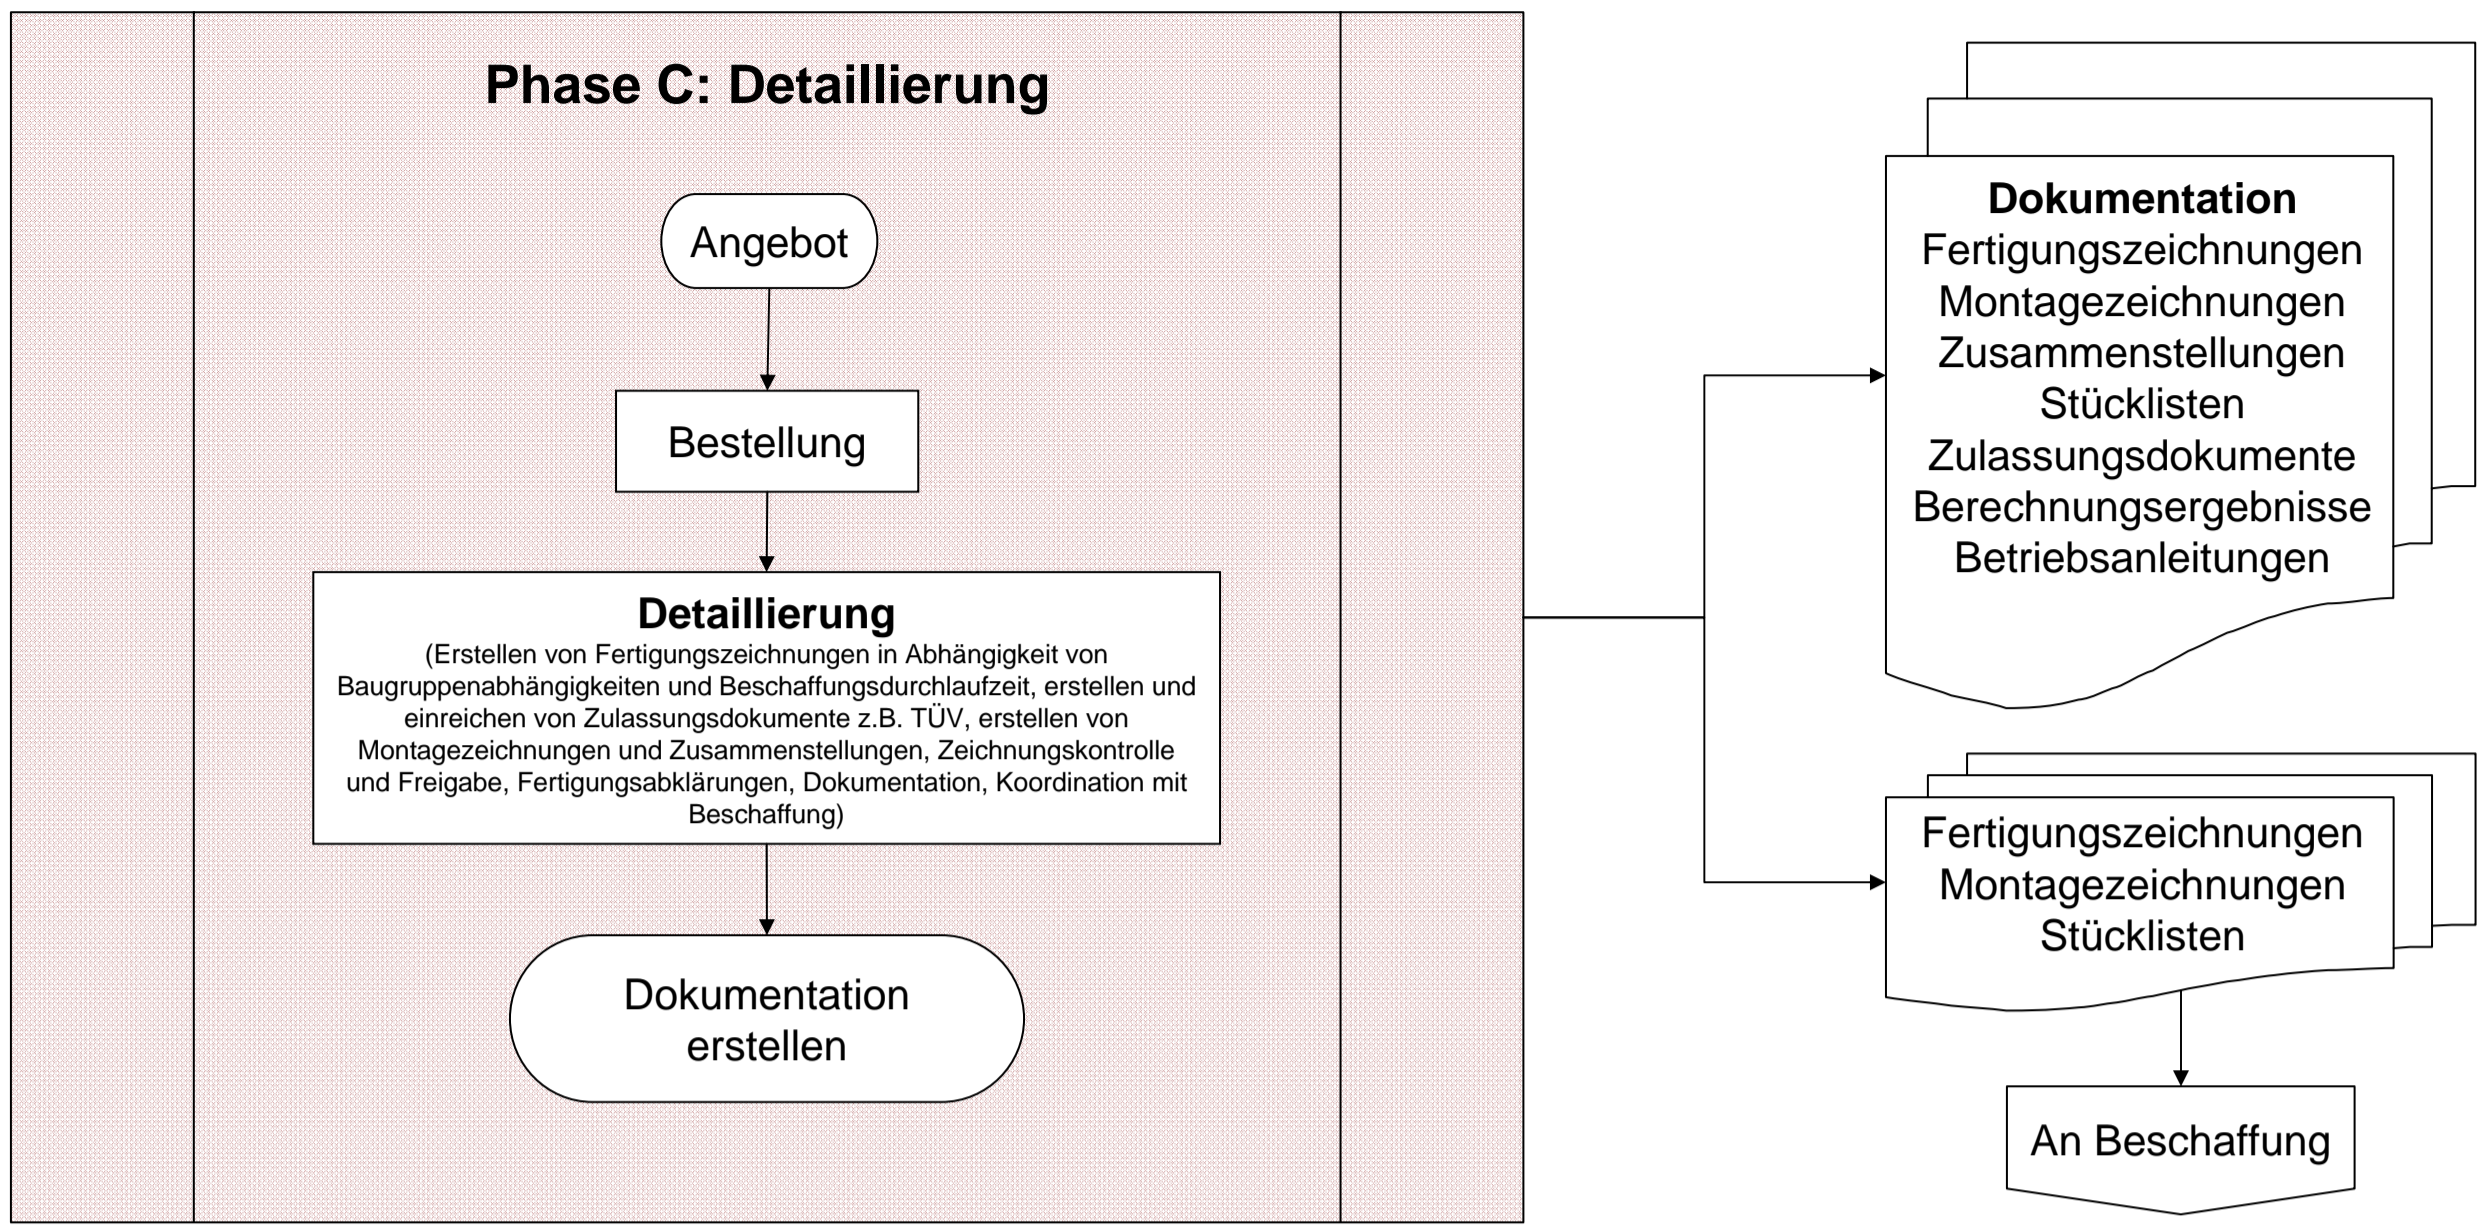 Phase C: Detaillierung
Angebot
Bestellung
Detaillierung
(Erstellen von Fertigungszeichnungen in Abhängigkeit von
Baugruppenabhängigkeiten und Beschaffungsdurchlaufzeit, erstellen und
einreichen von Zulassungsdokumente z.B. TÜV, erstellen von
Montagezeichnungen und Zusammenstellungen, Zeichnungskontrolle
und Freigabe, Fertigungsabklärungen, Dokumentation, Koordination mit
Beschaffung)
Dokumentation
erstellen
Dokumentation
Fertigungszeichnungen
Montagezeichnungen
Zusammenstellungen
Stücklisten
Zulassungsdokumente
Berechnungsergebnisse
Betriebsanleitungen
Fertigungszeichnungen
Montagezeichnungen
Stücklisten
An Beschaffung